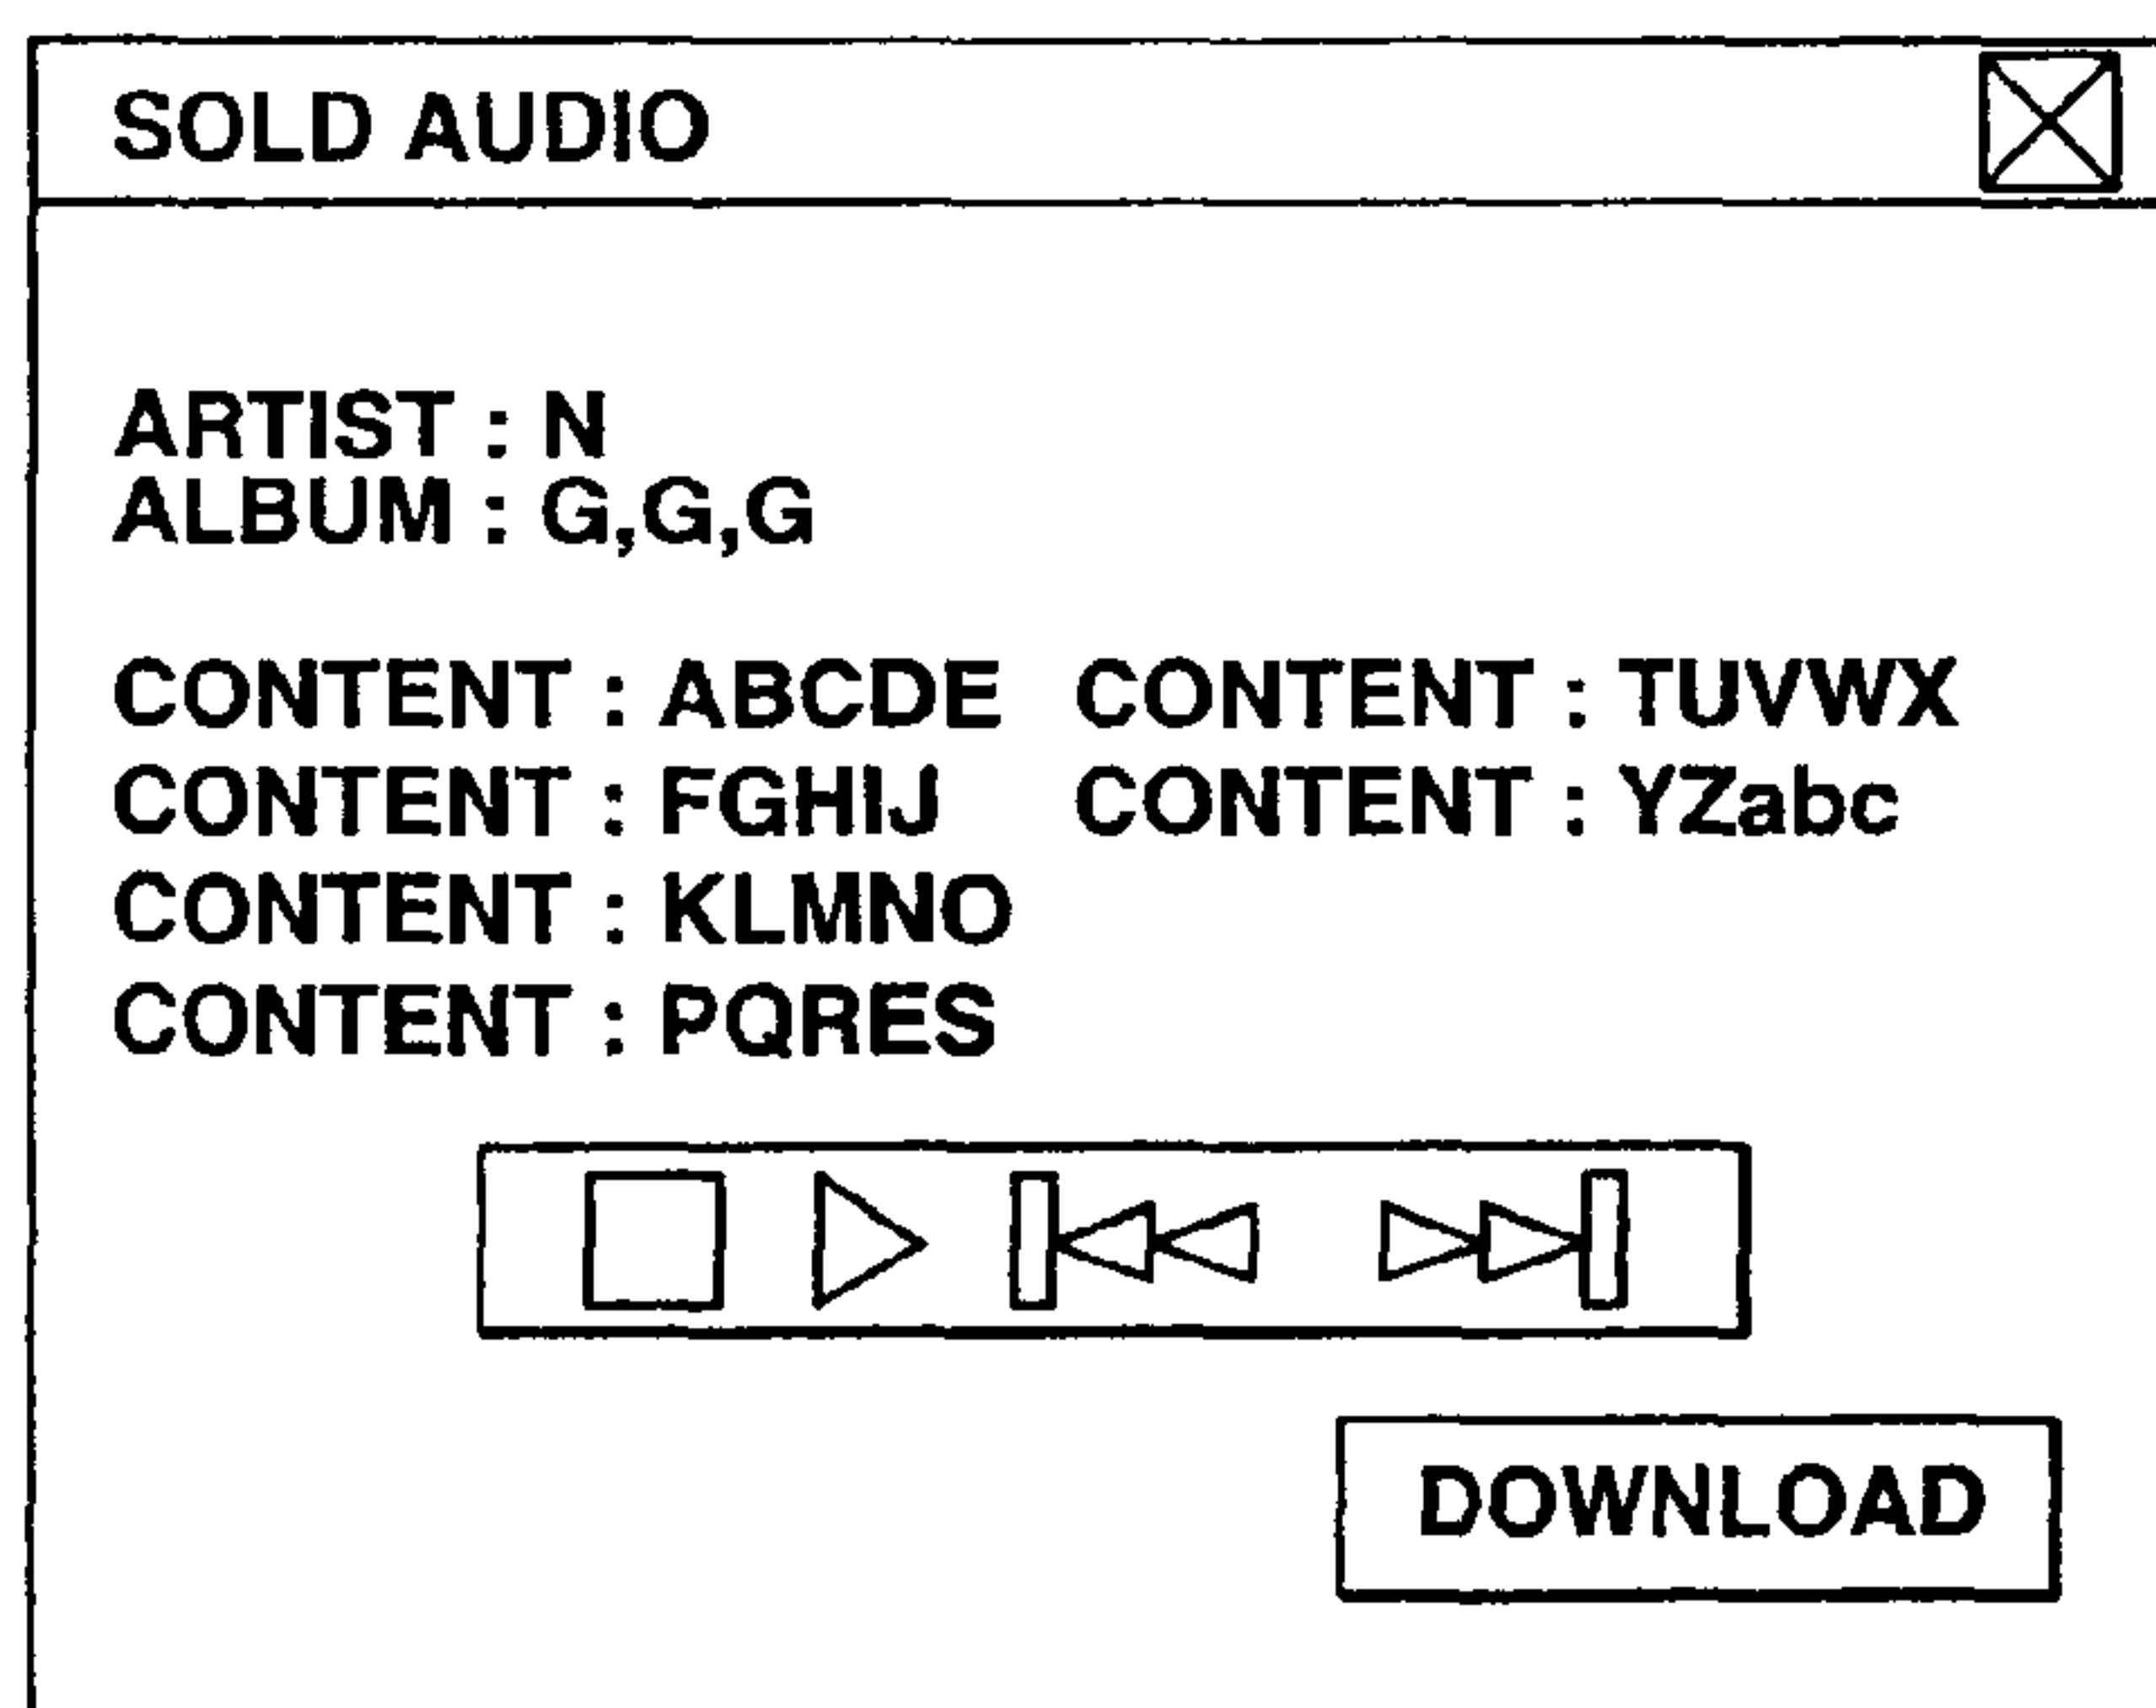 SOLD AUDIO
ARTIST : N
ALBUM : G,G,G
CONTENT : ABCDE CONTENT : TUVWX
CONTENT : FGHIJ CONTENT : YZabc
CONTENT : KLMNO
CONTENT : PQRES
DOWNLOAD